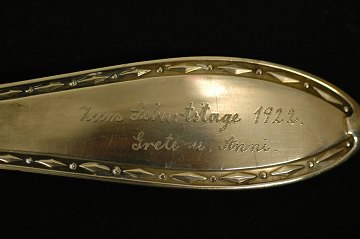 Zum Geburtstage 1922.
Grete u. Anni.